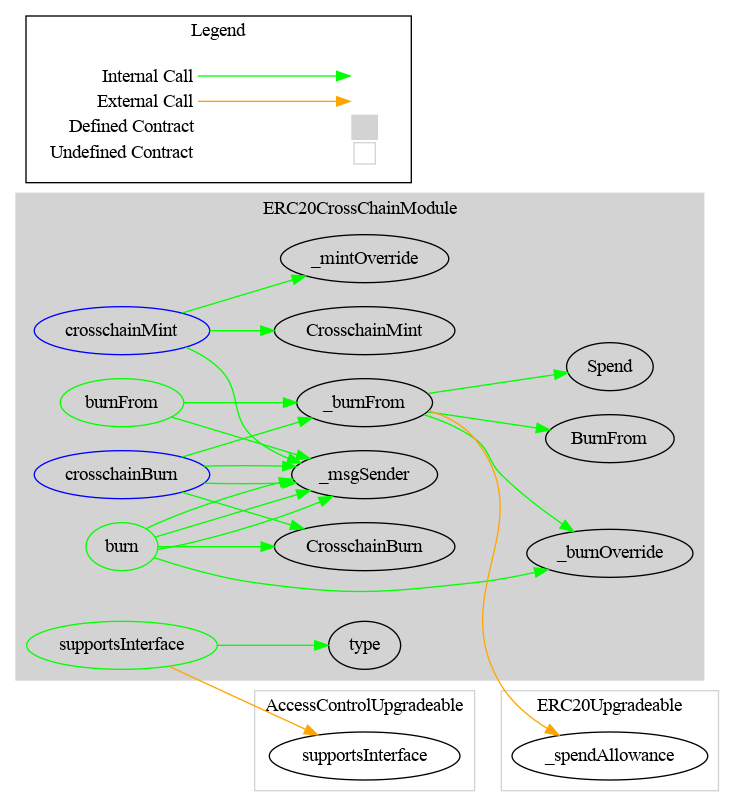 Legend
Internal Call
External Call
Defined Contract
Undefined Contract
ERC20CrossChainModule
_mintOverride
crosschainMint
CrosschainMint
Spend
burnFrom
_burnFrom
BurnFrom
crosschainBurn
_msgSender
burn
CrosschainBurn
_burnOverride
supportsInterface
type
AccessControlUpgradeable
supportsInterface
ERC20Upgradeable
_spendAllowance